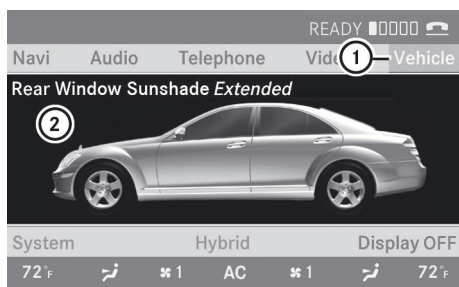 READY
Navi Audio Telephone Vid 1 Vehicle
Rear Window Sunshade Extended
2
System Hybrid Display OFF
72°F 1 AC 1 72°F